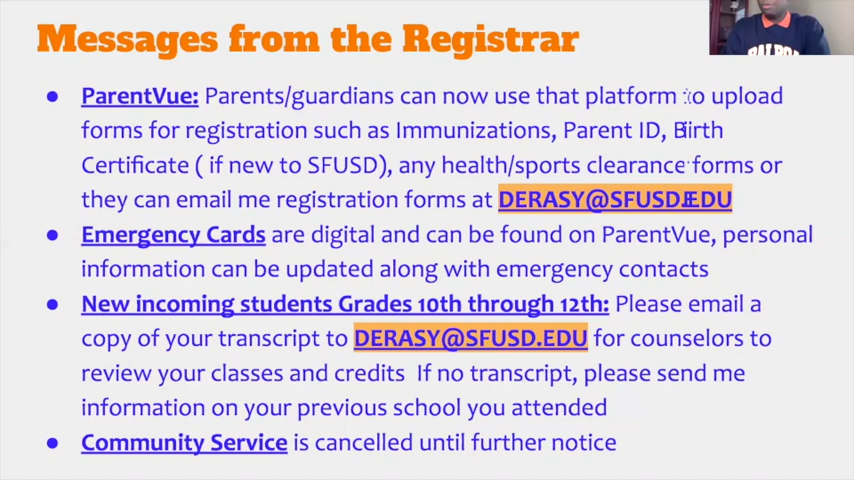 Messages from the Registrar
BALBOA
● ParentVue: Parents/guardians can now use that platform to upload
forms for registration such as Immunizations, Parent ID, Birth
Certificate ( if new to SFUSD), any health/sports clearance forms or
they can email me registration forms at DERASY@SFUSD.EDU
● Emergency Cards are digital and can be found on ParentVue, personal
information can be updated along with emergency contacts
● New incoming students Grades 10th through 12th: Please email a
copy of your transcript to DERASY@SFUSD.EDU for counselors to
review your classes and credits If no transcript, please send me
information on your previous school you attended
● Community Service is cancelled until further notice